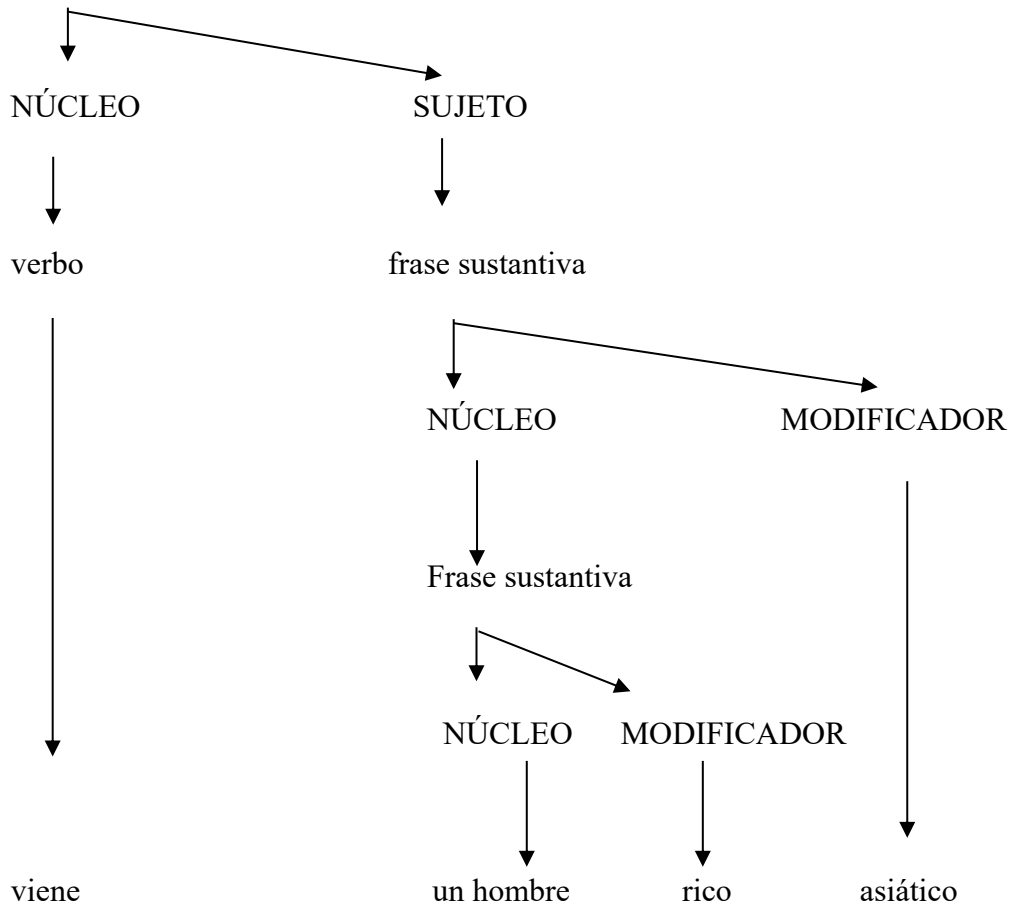 NÚCLEO SUJETO
verbo frase sustantiva
NÚCLEO MODIFICADOR
Frase sustantiva
NÚCLEO MODIFICADOR
viene un hombre rico asiático